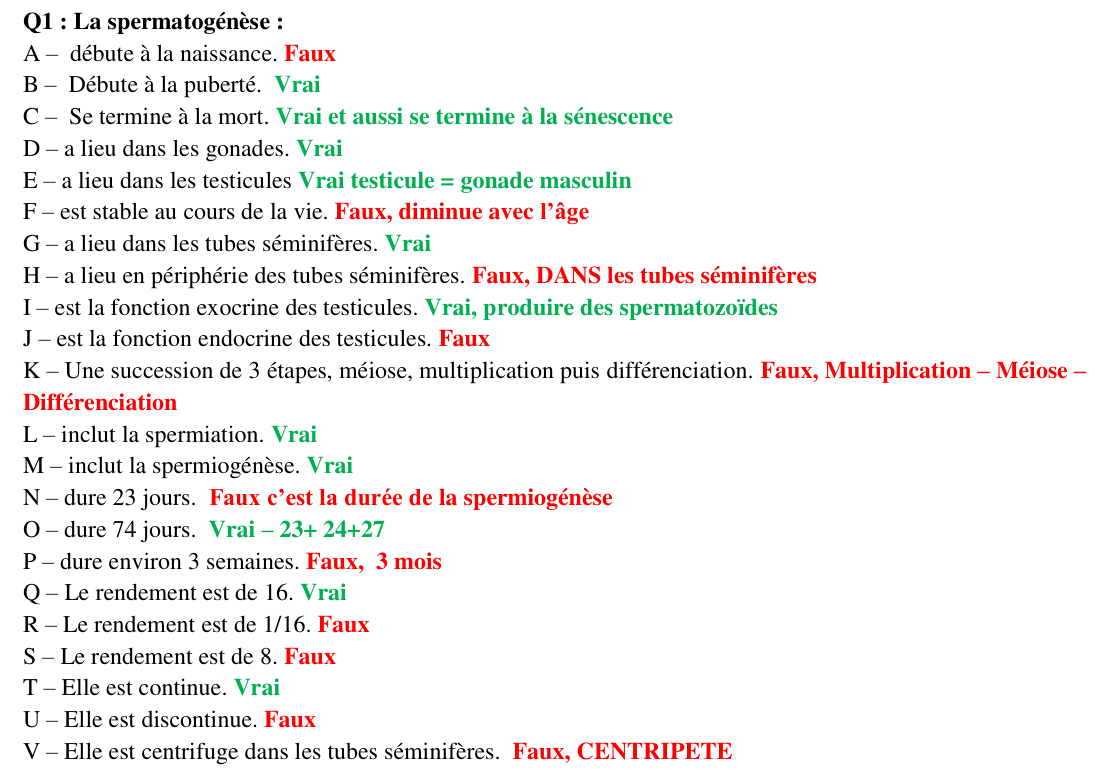 Q1 : La spermatogénèse :
A – débute à la naissance. Faux
B – Débute à la puberté. Vrai
C – Se termine à la mort. Vrai et aussi se termine à la sénescence
D – a lieu dans les gonades. Vrai
E – a lieu dans les testicules Vrai testicule = gonade masculin
F – est stable au cours de la vie. Faux, diminue avec l’âge
G – a lieu dans les tubes séminifères. Vrai
H – a lieu en périphérie des tubes séminifères. Faux, DANS les tubes séminifères
I – est la fonction exocrine des testicules. Vrai, produire des spermatozoïdes
J – est la fonction endocrine des testicules. Faux
K – Une succession de 3 étapes, méiose, multiplication puis différenciation. Faux, Multiplication – Méiose –
Différenciation
L – inclut la spermiation. Vrai
M – inclut la spermiogénèse. Vrai
N – dure 23 jours. Faux c’est la durée de la spermiogénèse
O – dure 74 jours. Vrai – 23+ 24+27
P – dure environ 3 semaines. Faux, 3 mois
Q – Le rendement est de 16. Vrai
R – Le rendement est de 1/16. Faux
S – Le rendement est de 8. Faux
T – Elle est continue. Vrai
U – Elle est discontinue. Faux
V – Elle est centrifuge dans les tubes séminifères. Faux, CENTRIPETE